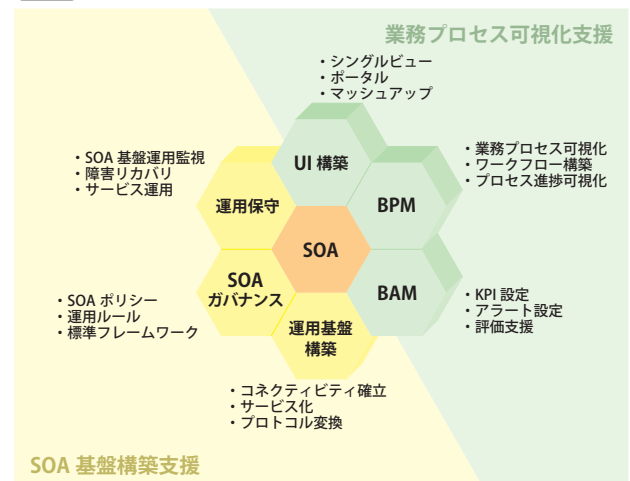 業務プロセス可視化支援
・シングルビュー
・ポータル
・マッシュアップ
UI 構築
・SOA 基盤運用監視
・障害リカバリ
・サービス運用
運用保守
・業務プロセス可視化
・ワークフロー構築
・プロセス進捗可視化
BPM
SOA
SOA
ガバナンス
・SOA ポリシー
・運用ルール
・標準フレームワーク
BAM
・KPI 設定
・アラート設定
・評価支援
運用基盤
構築
・コネクティビティ確立
・サービス化
・プロトコル変換
SOA 基盤構築支援